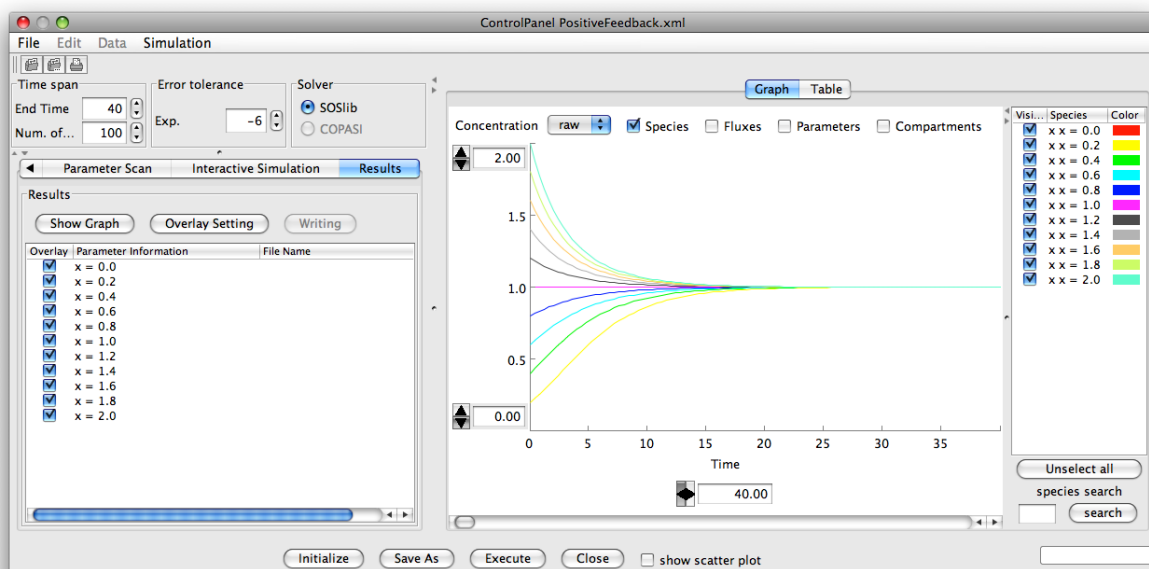 ControlPanel PositiveFeedback.xml
File Edit Data Simulation
Time span
End Time 40
Num. of... 100
Error tolerance
Exp. -6
Solver
SOSlib
COPASI
Parameter Scan Interactive Simulation Results
Results
Show Graph Overlay Setting Writing
Overlay Parameter Information File Name
x = 0.0
x = 0.2
x = 0.4
x = 0.6
x = 0.8
x = 1.0
x = 1.2
x = 1.4
x = 1.6
x = 1.8
x = 2.0
Graph Table
Concentration raw Species Fluxes Parameters Compartments
2.00
1.5
1.0
0.5
0.00
0 5 10 15 20 25 30 35
Time
40.00
Visi... Species Color
x x = 0.0
x x = 0.2
x x = 0.4
x x = 0.6
x x = 0.8
x x = 1.0
x x = 1.2
x x = 1.4
x x = 1.6
x x = 1.8
x x = 2.0
Unselect all
species search
search
Initialize Save As Execute Close show scatter plot